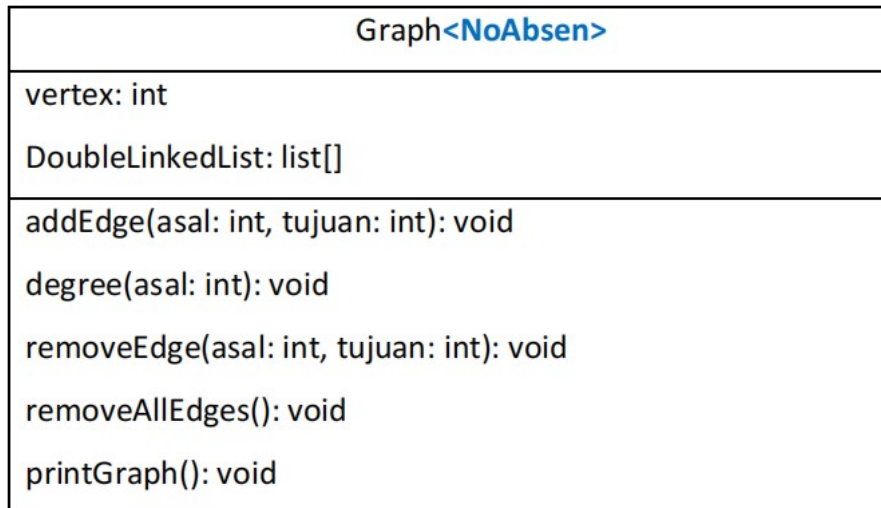 Graph<NoAbsen>
vertex: int
DoubleLinkedList: list[]
addEdge(asal: int, tujuan: int): void
degree(asal: int): void
removeEdge(asal: int, tujuan: int): void
removeAllEdges(): void
printGraph(): void